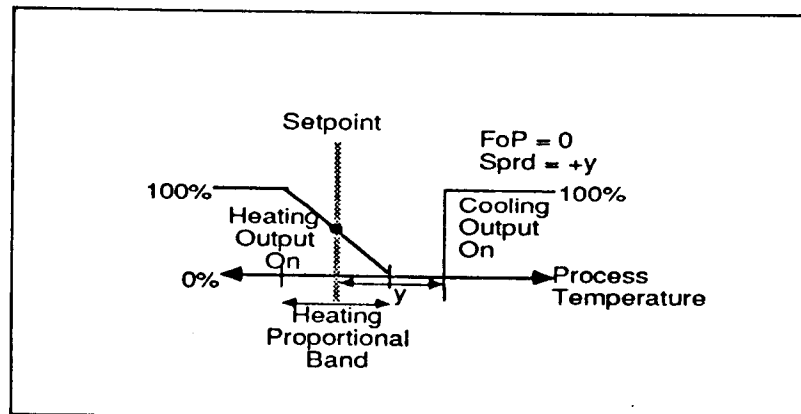 Setpoint
FoP = 0
Sprd = +y
100%
100%
Heating
Output
On
Cooling
Output
On
0%
y
Process
Temperature
Heating
Proportional
Band